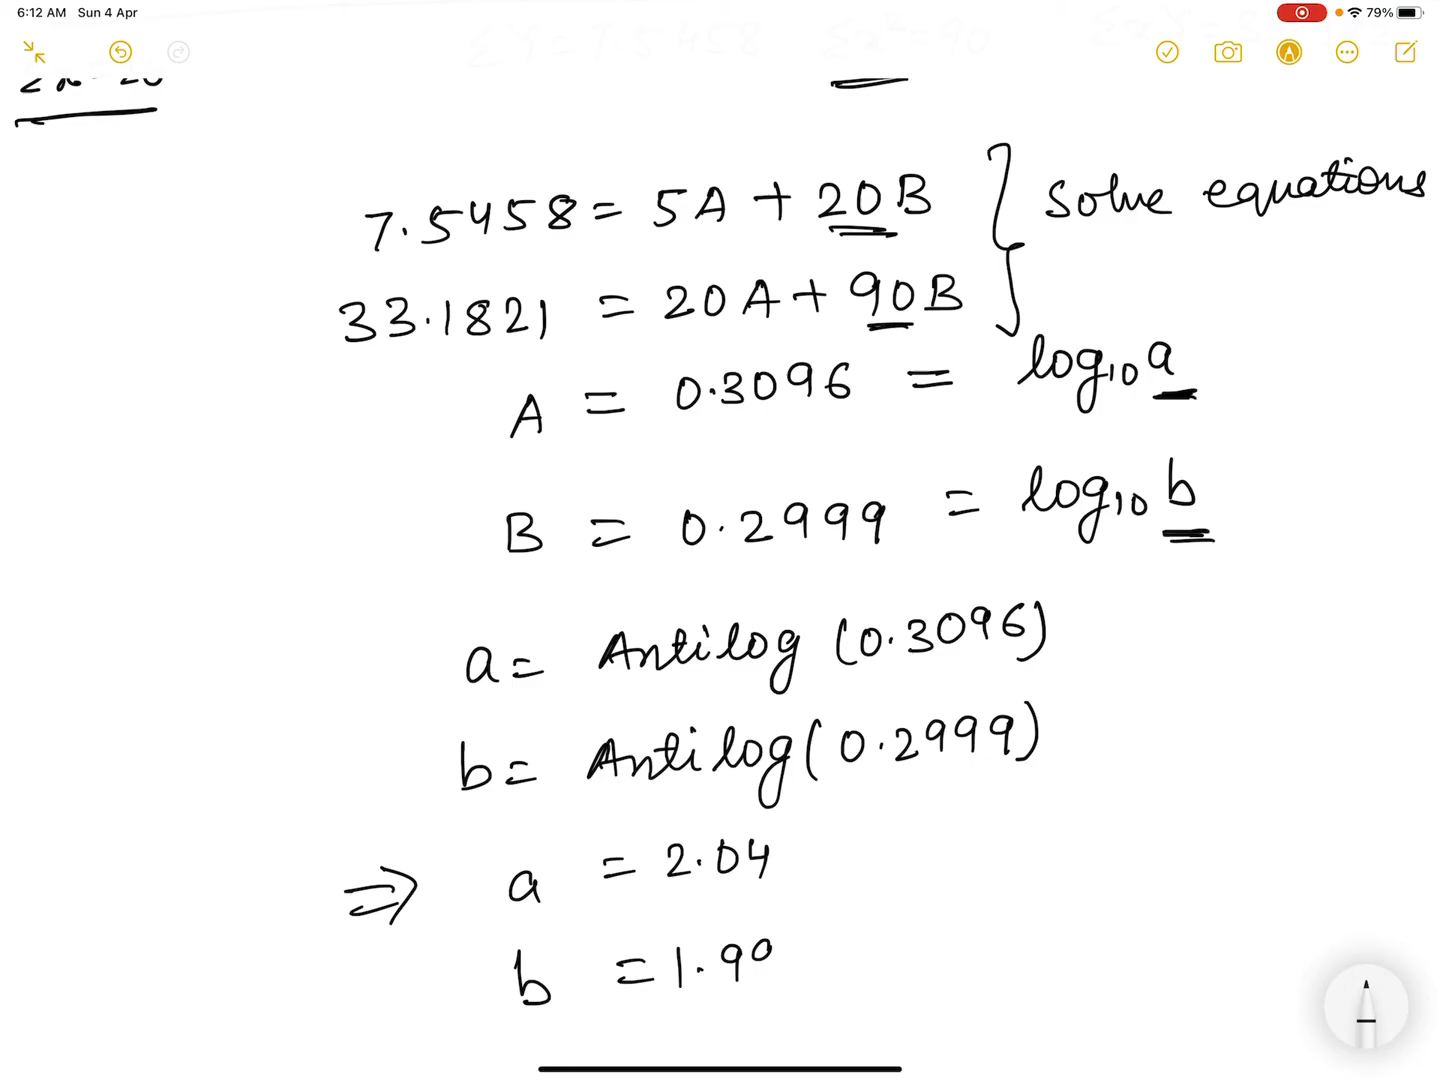 6:12 AM Sun 4 Apr
79%
7.5458 = 5A + 20B
solve equations
33.1821 = 20A + 90B
A = 0.3096 = log10 a
B = 0.2999 = log10 b
a = Antilog (0.3096)
b = Antilog (0.2999)
⇒ a = 2.04
b = 1.90